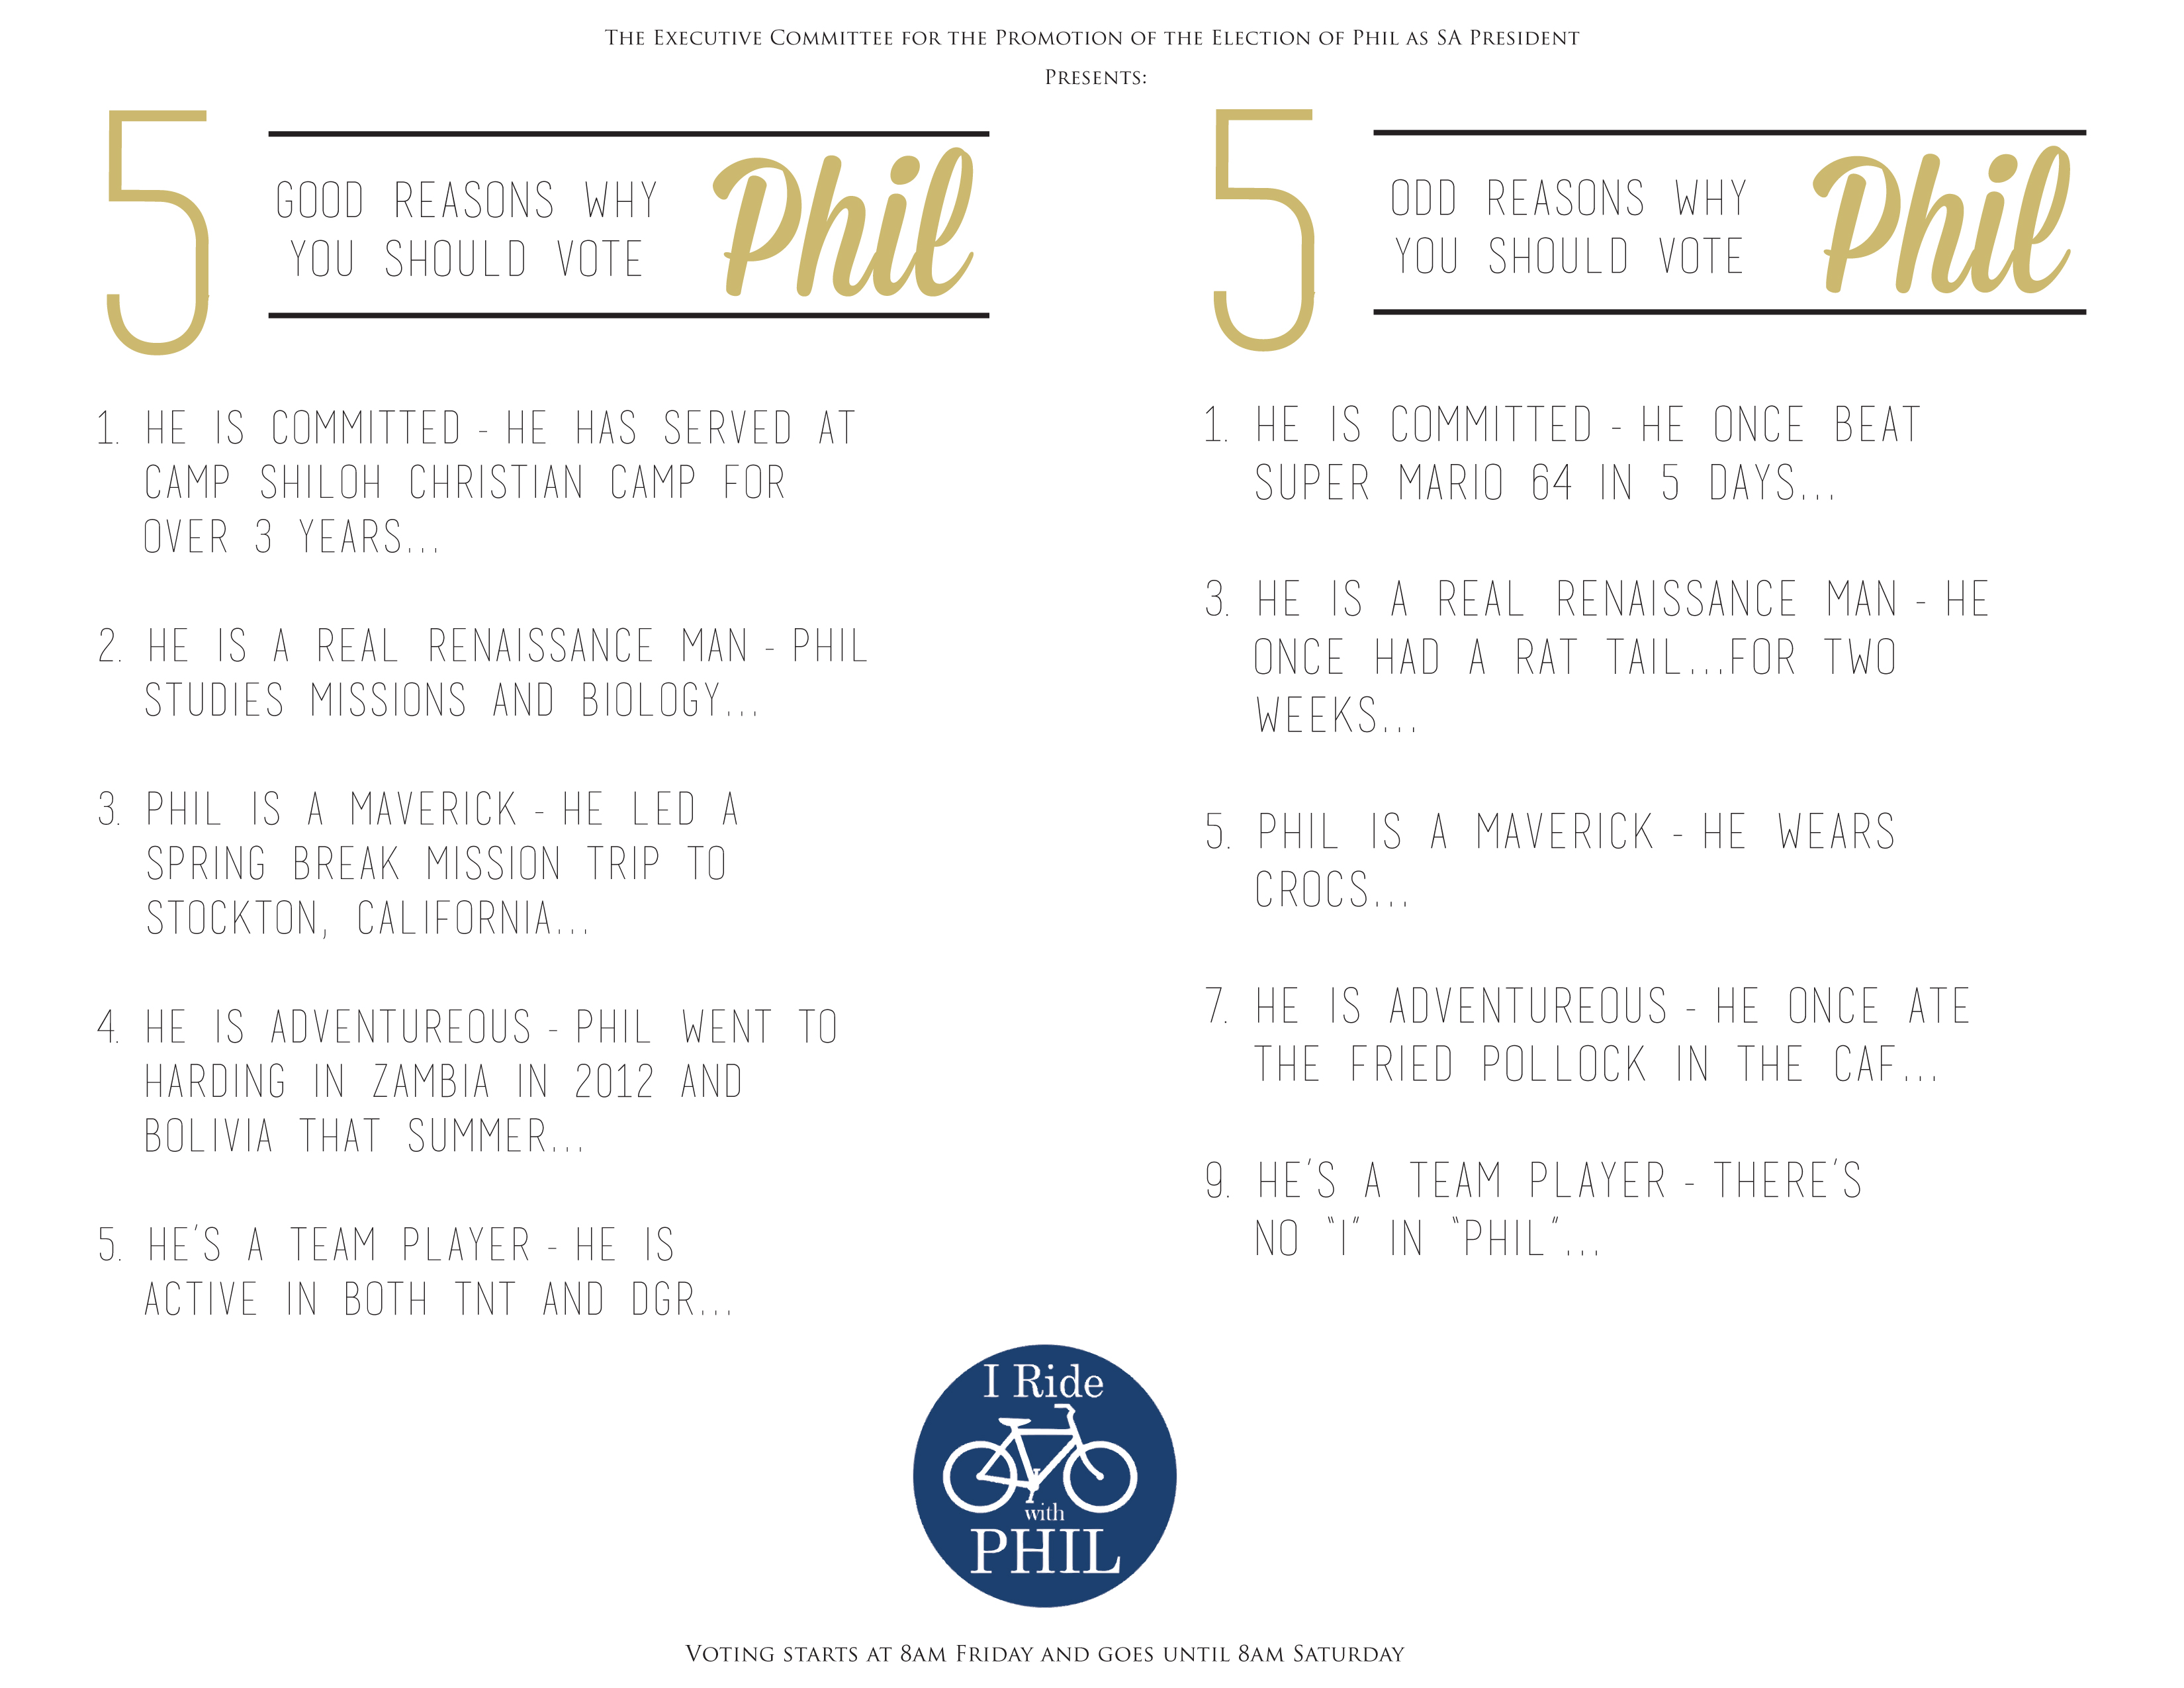 The Executive Committee for the Promotion of the Election of Phil as SA President
Presents:
5
GOOD REASONS WHY
YOU SHOULD VOTE
Phil
1. HE IS COMMITTED - HE HAS SERVED AT
CAMP SHILOH CHRISTIAN CAMP FOR
OVER 3 YEARS...
2. HE IS A REAL RENAISSANCE MAN - PHIL
STUDIES MISSIONS AND BIOLOGY...
3. PHIL IS A MAVERICK - HE LED A
SPRING BREAK MISSION TRIP TO
STOCKTON, CALIFORNIA...
4. HE IS ADVENTUREOUS - PHIL WENT TO
HARDING IN ZAMBIA IN 2012 AND
BOLIVIA THAT SUMMER...
5. HE'S A TEAM PLAYER - HE IS
ACTIVE IN BOTH TNT AND DGR...
5
ODD REASONS WHY
YOU SHOULD VOTE
Phil
1. HE IS COMMITTED - HE ONCE BEAT
SUPER MARIO 64 IN 5 DAYS...
3. HE IS A REAL RENAISSANCE MAN - HE
ONCE HAD A RAT TAIL...FOR TWO
WEEKS...
5. PHIL IS A MAVERICK - HE WEARS
CROCS...
7. HE IS ADVENTUREOUS - HE ONCE ATE
THE FRIED POLLOCK IN THE CAF...
9. HE'S A TEAM PLAYER - THERE'S
NO "I" IN "PHIL"...
I Ride
with
PHIL
Voting starts at 8am Friday and goes until 8am Saturday